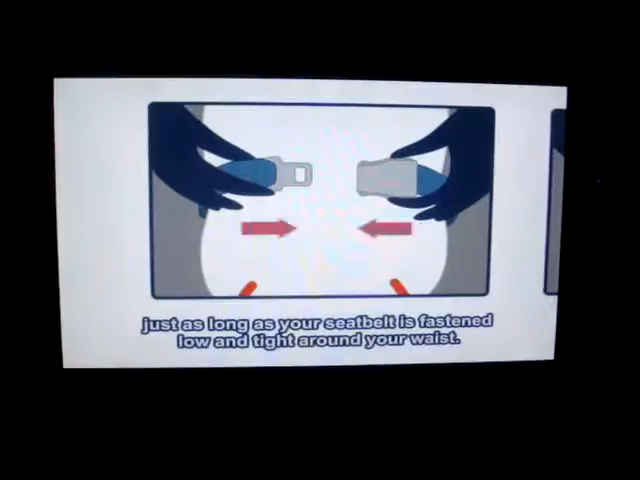 just as long as your seatbelt is fastened
low and tight around your waist.